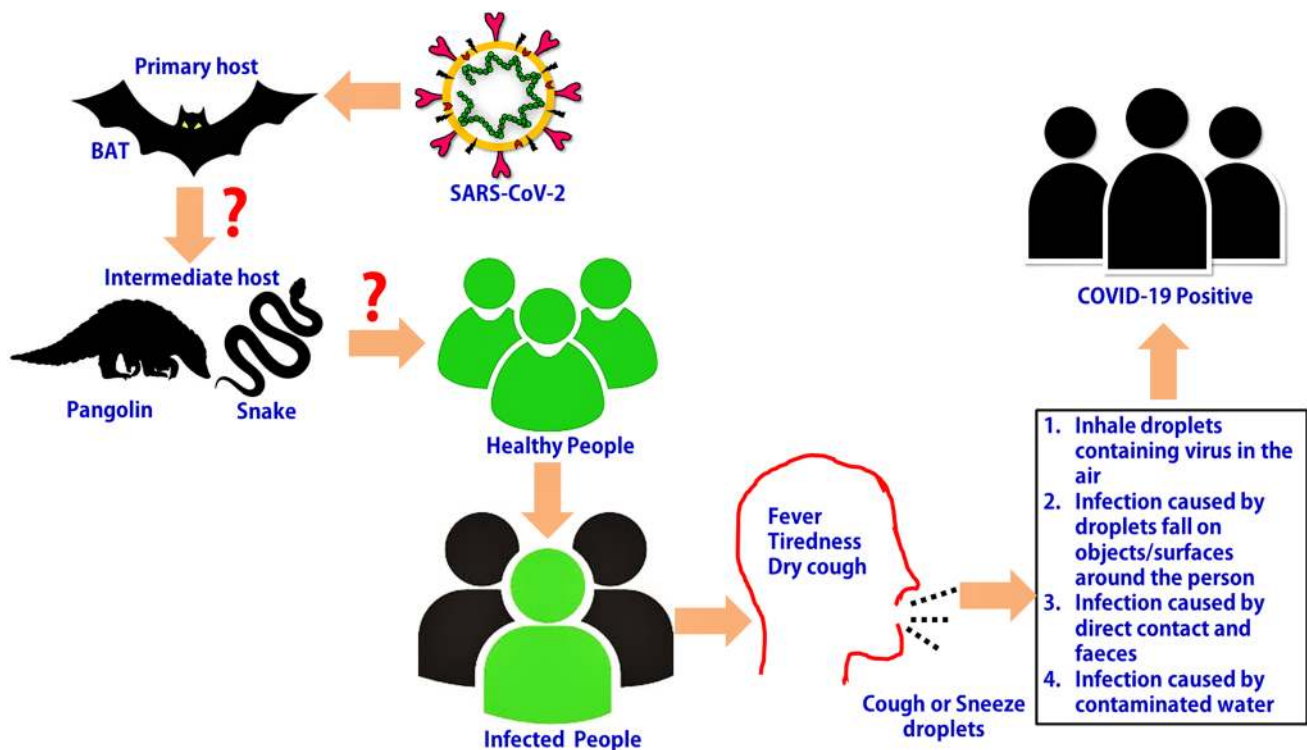 Primary host
BAT
SARS-CoV-2
?
Intermediate host
?
Pangolin
Snake
Healthy People
Infected People
Fever
Tiredness
Dry cough
Cough or Sneeze
droplets
1. Inhale droplets
containing virus in the
air
2. Infection caused by
droplets fall on
objects/surfaces
around the person
3. Infection caused by
direct contact and
faeces
4. Infection caused by
contaminated water
COVID-19 Positive